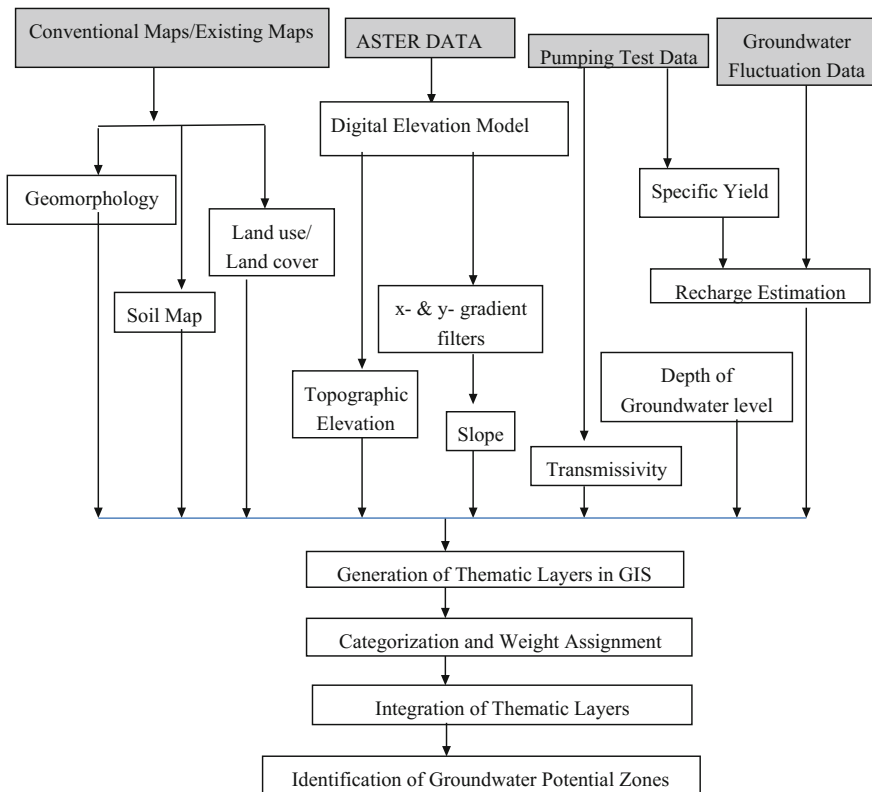 Conventional Maps/Existing Maps
ASTER DATA
Pumping Test Data
Groundwater
Fluctuation Data
Digital Elevation Model
Geomorphology
Specific Yield
Land use/
Land cover
Recharge Estimation
Soil Map
x- & y- gradient
filters
Topographic
Elevation
Depth of
Groundwater level
Slope
Transmissivity
Generation of Thematic Layers in GIS
Categorization and Weight Assignment
Integration of Thematic Layers
Identification of Groundwater Potential Zones